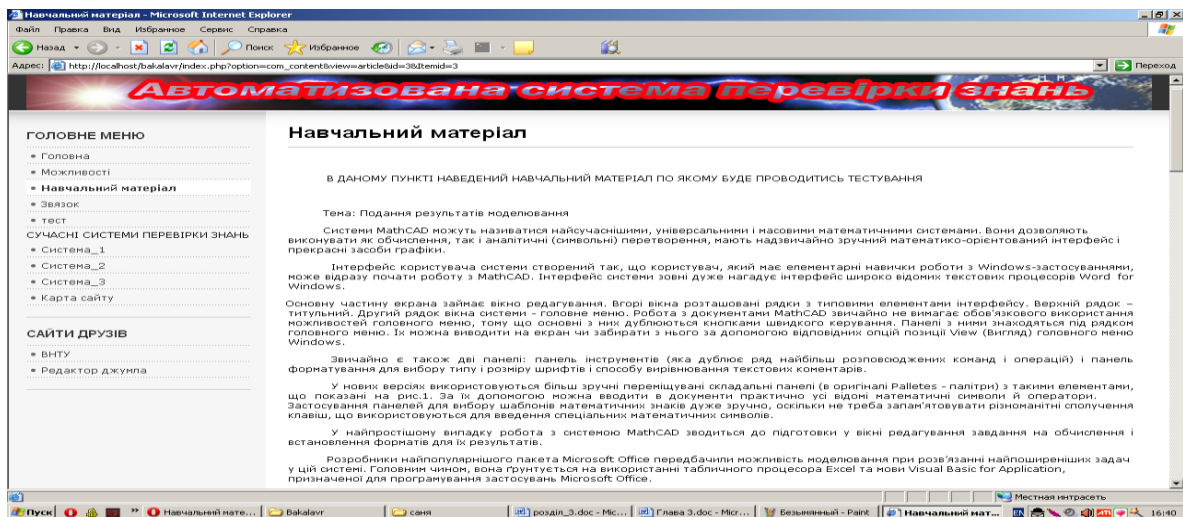 Навчальний матеріал - Microsoft Internet Explorer
Файл Правка Вид Избранное Сервис Справка
Назад Поиск Избранное
Адрес: http://localhost/bakalavr/index.php?option=com_content&view=article&id=3&Itemid=3 Переход
Автоматизована система перевірки знань
ГОЛОВНЕ МЕНЮ
Головна
Можливості
Навчальний матеріал
Звязок
тест
СУЧАСНІ СИСТЕМИ ПЕРЕВІРКИ ЗНАНЬ
Система_1
Система_2
Система_3
Карта сайту
САЙТИ ДРУЗІВ
ВНТУ
Редактор джумла
Навчальний матеріал
В ДАНОМУ ПУНКТІ НАВЕДЕНИЙ НАВЧАЛЬНИЙ МАТЕРІАЛ ПО ЯКОМУ БУДЕ ПРОВОДИТИСЬ ТЕСТУВАННЯ
Тема: Подання результатів моделювання
Системи MathCAD можуть називатися найсучаснішими, універсальними і масовими математичними системами. Вони дозволяють
виконувати як обчислення, так і аналітичні (символьні) перетворення, мають надзвичайно зручний математико-орієнтований інтерфейс і
прекрасні засоби графіки.
Інтерфейс користувача системи створений так, що користувач, який має елементарні навички роботи з Windows-застосуваннями,
може відразу почати роботу з MathCAD. Інтерфейс системи зовні дуже нагадує інтерфейс широко відомих текстових процесорів Word for
Windows.
Основну частину екрана займає вікно редагування. Вгорі вікна розташовані рядки з типовими елементами інтерфейсу. Верхній рядок –
титульний. Другий рядок вікна системи - головне меню. Робота з документами MathCAD звичайно не вимагає обов'язкового використання
можливостей головного меню, тому що основні з них дублюються кнопками швидкого керування. Панелі з ними знаходяться під рядком
головного меню. Їх можна виводити на екран чи забирати з нього за допомогою відповідних опцій позиції View (Вигляд) головного меню
Windows.
Звичайно є також дві панелі: панель інструментів (яка дублює ряд найбільш розповсюджених команд і операцій) і панель
форматування для вибору типу і розміру шрифтів і способу вирівнювання текстових коментарів.
У нових версіях використовуються більш зручні переміщувані складальні панелі (в оригіналі Palletes - палітри) з такими елементами,
що показані на рис.1. За їх допомогою можна вводити в документи практично усі відомі математичні символи й оператори.
Застосування панелей для вибору шаблонів математичних знаків дуже зручно, оскільки не треба запам'ятовувати різноманітні сполучення
клавіш, що використовуються для введення спеціальних математичних символів.
У найпростішому випадку робота з системою MathCAD зводиться до підготовки у вікні редагування завдання на обчислення і
встановлення форматів для їх результатів.
Розробники найпопулярнішого пакета Microsoft Office передбачили можливість моделювання при розв'язанні найпоширеніших задач
у цій системі. Головним чином, вона ґрунтується на використанні табличного процесора Excel та мови Visual Basic for Application,
призначеної для програмування застосувань Microsoft Office.
Местная интрасеть
Пуск Навчальний мате... Bakalavr саня розділ_3.doc - Mic... Глава 3.doc - Micr... Безымянный - Paint Навчальний мат... EN 16:40